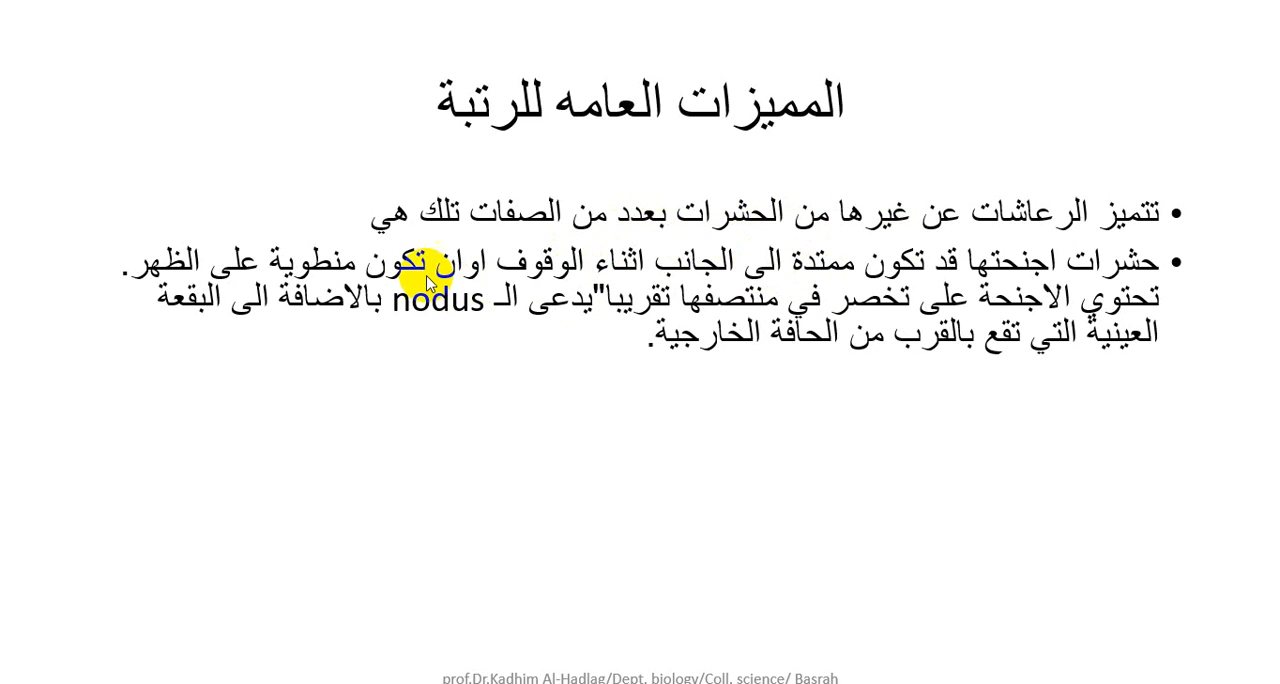 المميزات العامه للرتبة
• تتميز الرعاشات عن غيرها من الحشرات بعدد من الصفات تلك هي
• حشرات اجنحتها قد تكون ممتدة الى الجانب اثناء الوقوف اوان تكون منطوية على الظهر.
تحتوي الاجنحة على تخصر في منتصفها تقريبا"يدعى الـ nodus بالاضافة الى البقعة
العينية التي تقع بالقرب من الحافة الخارجية.
prof.Dr.Kadhim Al-Hadlag/Dept. biology/Coll. science/ Basrah